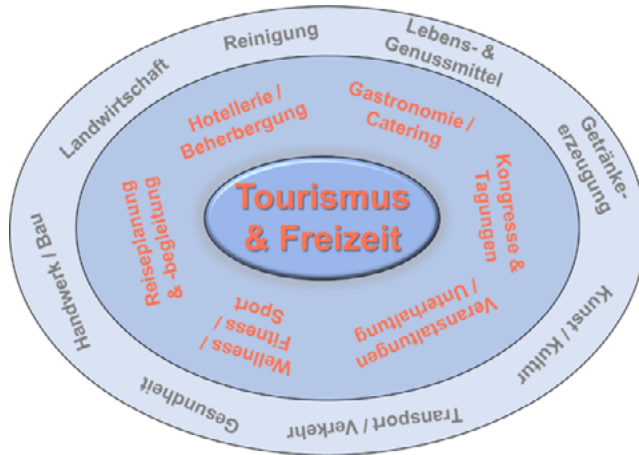 Tourismus
& Freizeit
Hotellerie /
Beherbergung
Gastronomie /
Catering
Kongresse &
Tagungen
Veranstaltungen
/ Unterhaltung
Wellness /
Fitness /
Sport
Reiseplanung
& -begleitung
Reinigung
Lebens- &
Genussmittel
Getränke-
erzeugung
Kunst / Kultur
Transport / Verkehr
Gesundheit
Handwerk / Bau
Landwirtschaft